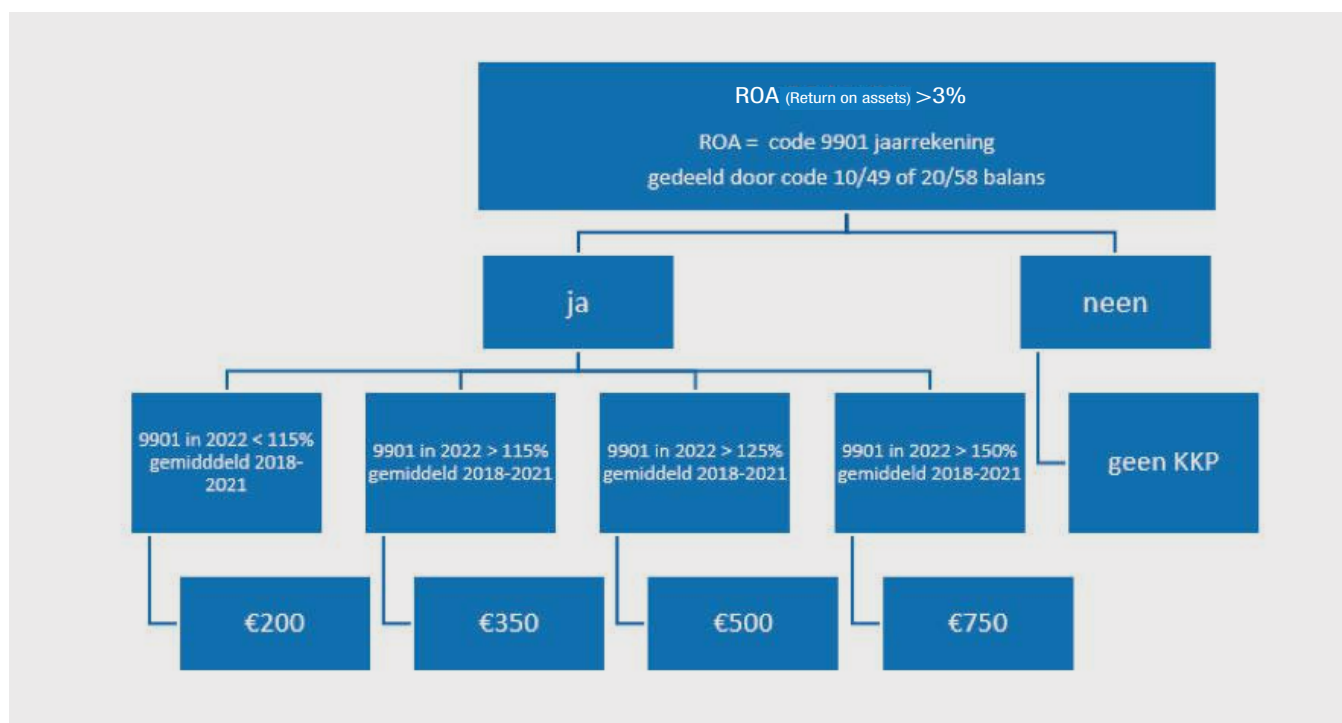 ROA (Return on assets) >3%
ROA = code 9901 jaarrekening
gedeeld door code 10/49 of 20/58 balans
ja
neen
9901 in 2022 < 115%
gemidddeld 2018-
2021
9901 in 2022 > 115%
gemiddeld 2018-2021
9901 in 2022 > 125%
gemiddeld 2018-2021
9901 in 2022 > 150%
gemiddeld 2018-2021
geen KKP
€200
€350
€500
€750